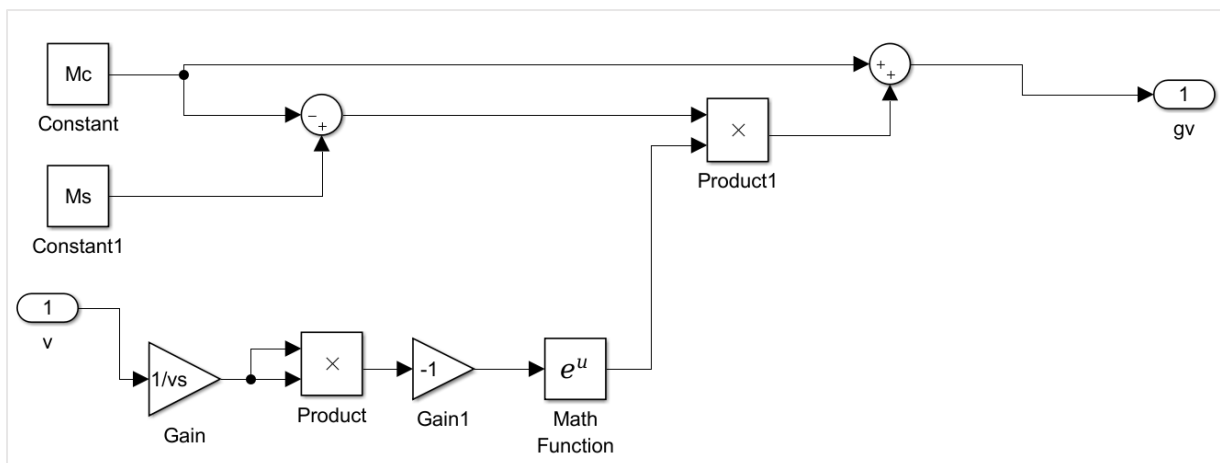 Mc
Constant
Ms
Constant1
1
v
1/vs
Gain
×
Product
-1
Gain1
e^u
Math
Function
−
+
×
Product1
+
+
1
gv